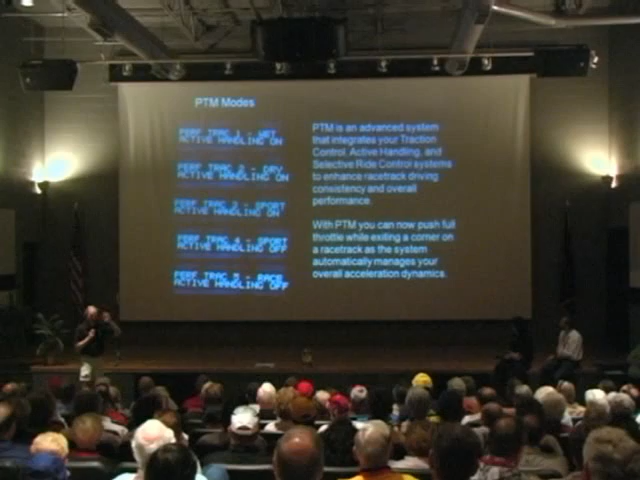 PTM Modes
PERF TRAC 1 - WET
ACTIVE HANDLING ON
PERF TRAC 2 - DRY
ACTIVE HANDLING ON
PERF TRAC 3 - SPORT
ACTIVE HANDLING ON
PERF TRAC 4 - SPORT
ACTIVE HANDLING OFF
PERF TRAC 5 - RACE
ACTIVE HANDLING OFF
PTM is an advanced system
that integrates your Traction
Control, Active Handling, and
Selective Ride Control systems
to enhance racetrack driving
consistency and overall
performance.
With PTM you can now push full
throttle while exiting a corner on
a racetrack as the system
automatically manages your
overall acceleration dynamics.